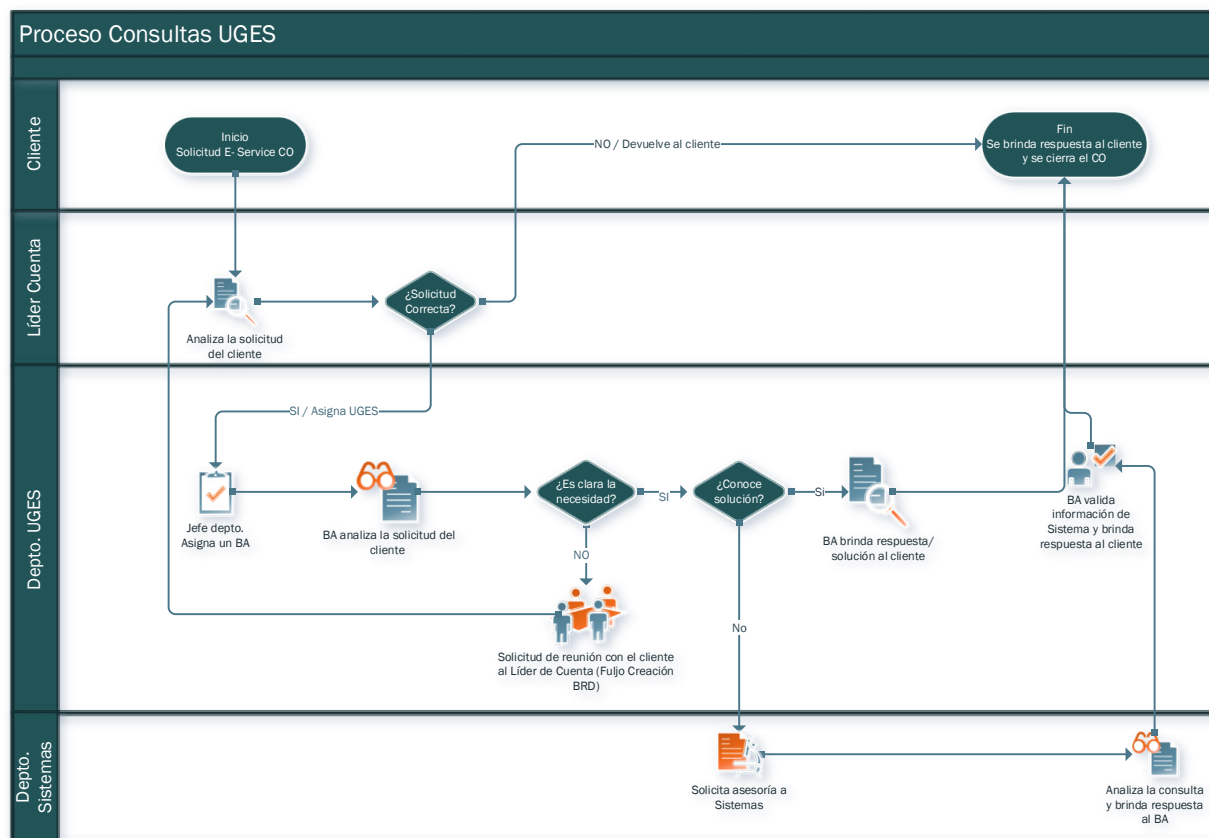 Proceso Consultas UGES
Cliente
Inicio
Solicitud E- Service CO
NO / Devuelve al cliente
Fin
Se brinda respuesta al cliente
y se cierra el CO
Líder Cuenta
Analiza la solicitud
del cliente
¿Solicitud
Correcta?
Depto. UGES
SI / Asigna UGES
Jefe depto.
Asigna un BA
BA analiza la solicitud del
cliente
¿Es clara la
necesidad?
SI
¿Conoce
solución?
Si
BA brinda respuesta/
solución al cliente
BA valida
información de
Sistema y brinda
respuesta al cliente
NO
Solicitud de reunión con el cliente
al Líder de Cuenta (Fuljo Creación
BRD)
No
Depto.
Sistemas
Solicita asesoría a
Sistemas
Analiza la consulta
y brinda respuesta
al BA